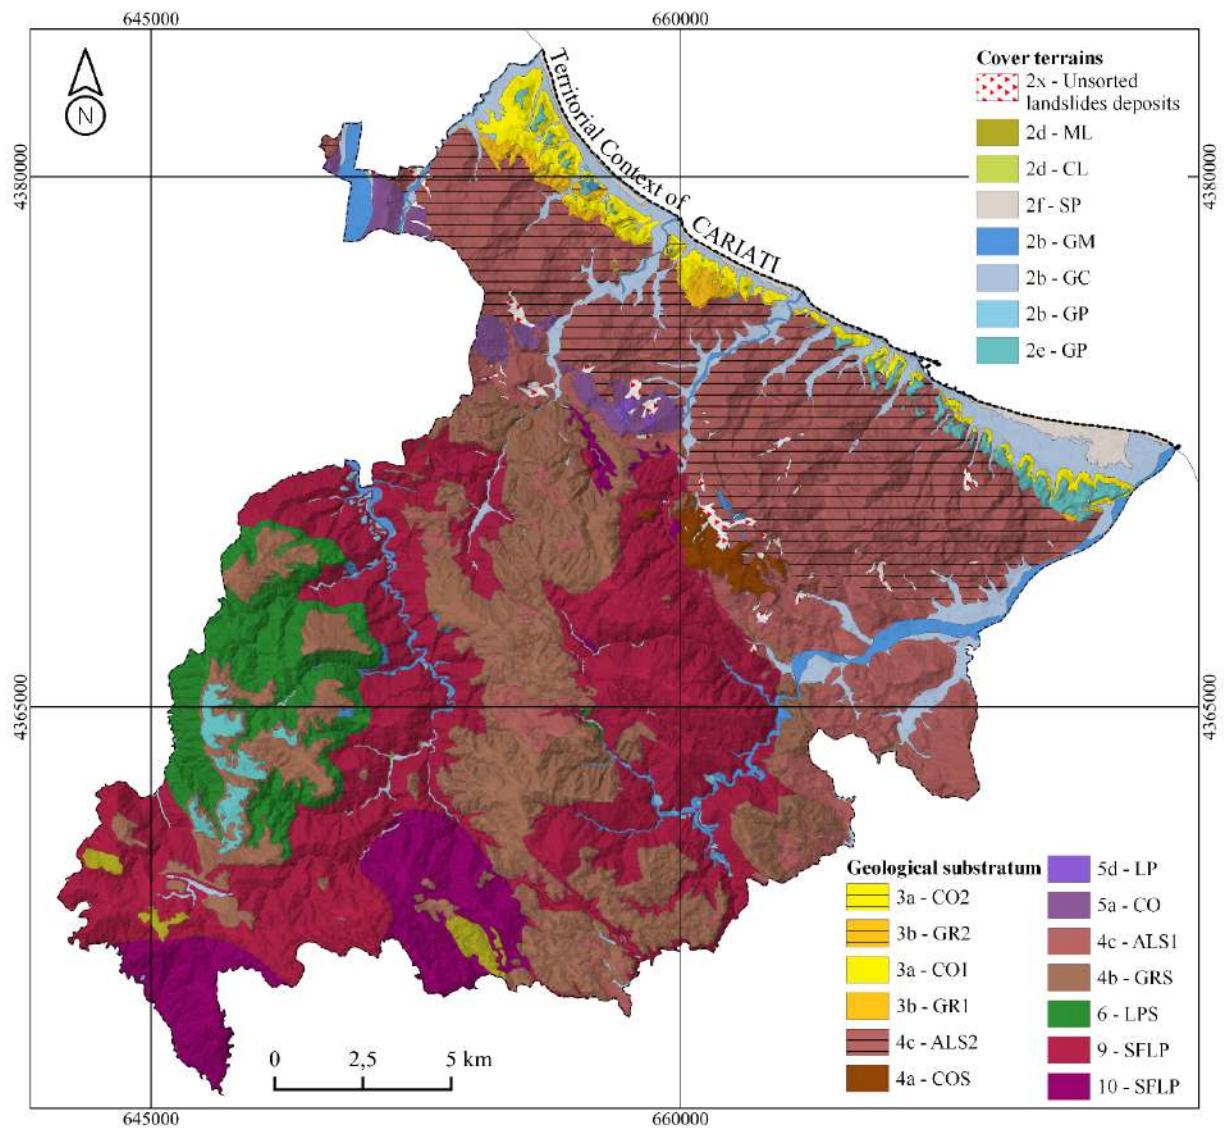 645000
660000
4380000
4380000
N
Territorial Context of CARIATI
Cover terrains
2x - Unsorted
landslides deposits
2d - ML
2d - CL
2f - SP
2b - GM
2b - GC
2b - GP
2e - GP
4365000
4365000
Geological substratum
3a - CO2
3b - GR2
3a - CO1
3b - GR1
4c - ALS2
4a - COS
5d - LP
5a - CO
4c - ALS1
4b - GRS
6 - LPS
9 - SFLP
10 - SFLP
0 2,5 5 km
645000
660000